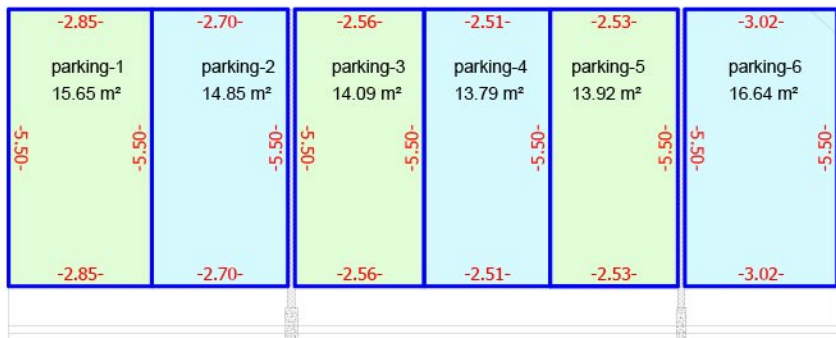 -2.85- -2.70- -2.56- -2.51- -2.53- -3.02-
parking-1 parking-2 parking-3 parking-4 parking-5 parking-6
15.65 m² 14.85 m² 14.09 m² 13.79 m² 13.92 m² 16.64 m²
-5.50- -5.50- -5.50- -5.50- -5.50- -5.50- -5.50- -5.50-
-2.85- -2.70- -2.56- -2.51- -2.53- -3.02-